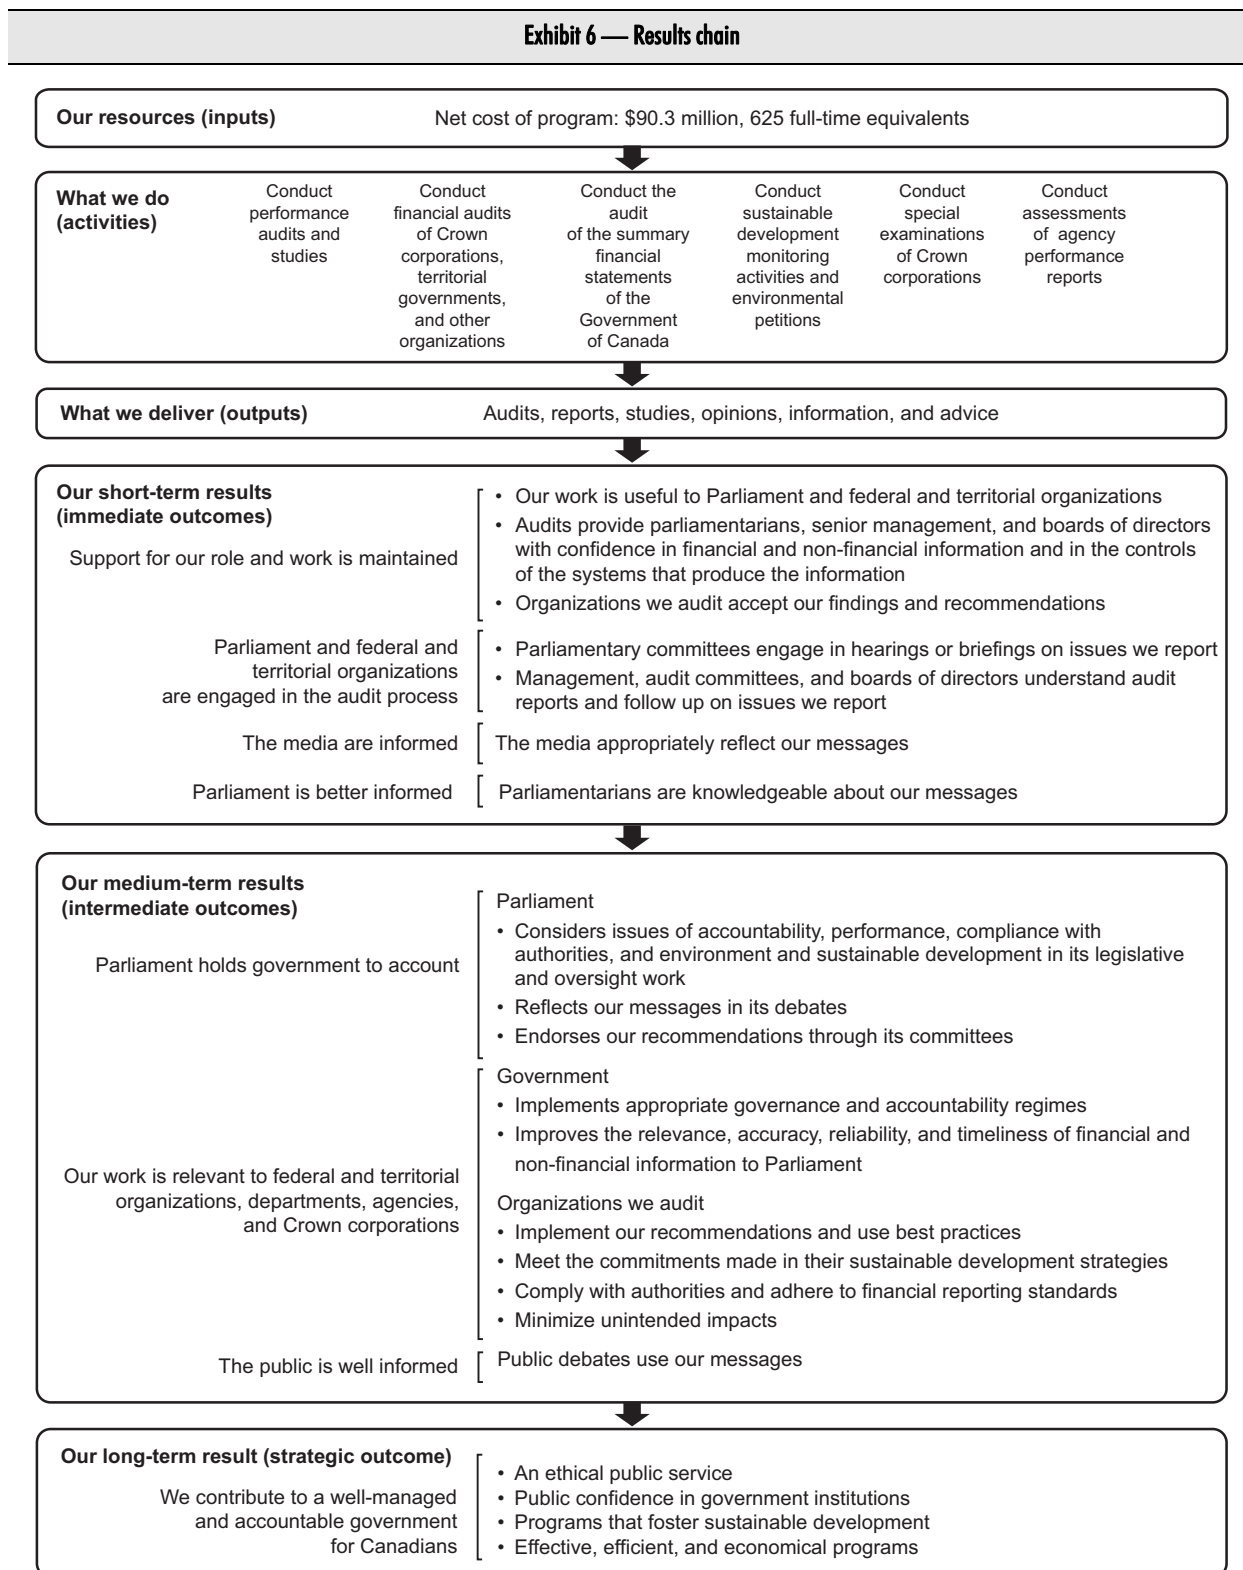 Exhibit 6 — Results chain
Our resources (inputs)
Net cost of program: $90.3 million, 625 full-time equivalents
What we do
(activities)
Conduct
performance
audits and
studies
Conduct
financial audits
of Crown
corporations,
territorial
governments,
and other
organizations
Conduct the
audit
of the summary
financial
statements
of the
Government
of Canada
Conduct
sustainable
development
monitoring
activities and
environmental
petitions
Conduct
special
examinations
of Crown
corporations
Conduct
assessments
of agency
performance
reports
What we deliver (outputs)
Audits, reports, studies, opinions, information, and advice
Our short-term results
(immediate outcomes)
Support for our role and work is maintained
• Our work is useful to Parliament and federal and territorial organizations
• Audits provide parliamentarians, senior management, and boards of directors
with confidence in financial and non-financial information and in the controls
of the systems that produce the information
• Organizations we audit accept our findings and recommendations
Parliament and federal and
territorial organizations
are engaged in the audit process
• Parliamentary committees engage in hearings or briefings on issues we report
• Management, audit committees, and boards of directors understand audit
reports and follow up on issues we report
The media are informed
The media appropriately reflect our messages
Parliament is better informed
Parliamentarians are knowledgeable about our messages
Our medium-term results
(intermediate outcomes)
Parliament holds government to account
Parliament
• Considers issues of accountability, performance, compliance with
authorities, and environment and sustainable development in its legislative
and oversight work
• Reflects our messages in its debates
• Endorses our recommendations through its committees
Our work is relevant to federal and territorial
organizations, departments, agencies,
and Crown corporations
Government
• Implements appropriate governance and accountability regimes
• Improves the relevance, accuracy, reliability, and timeliness of financial and
non-financial information to Parliament
Organizations we audit
• Implement our recommendations and use best practices
• Meet the commitments made in their sustainable development strategies
• Comply with authorities and adhere to financial reporting standards
• Minimize unintended impacts
The public is well informed
Public debates use our messages
Our long-term result (strategic outcome)
We contribute to a well-managed
and accountable government
for Canadians
• An ethical public service
• Public confidence in government institutions
• Programs that foster sustainable development
• Effective, efficient, and economical programs